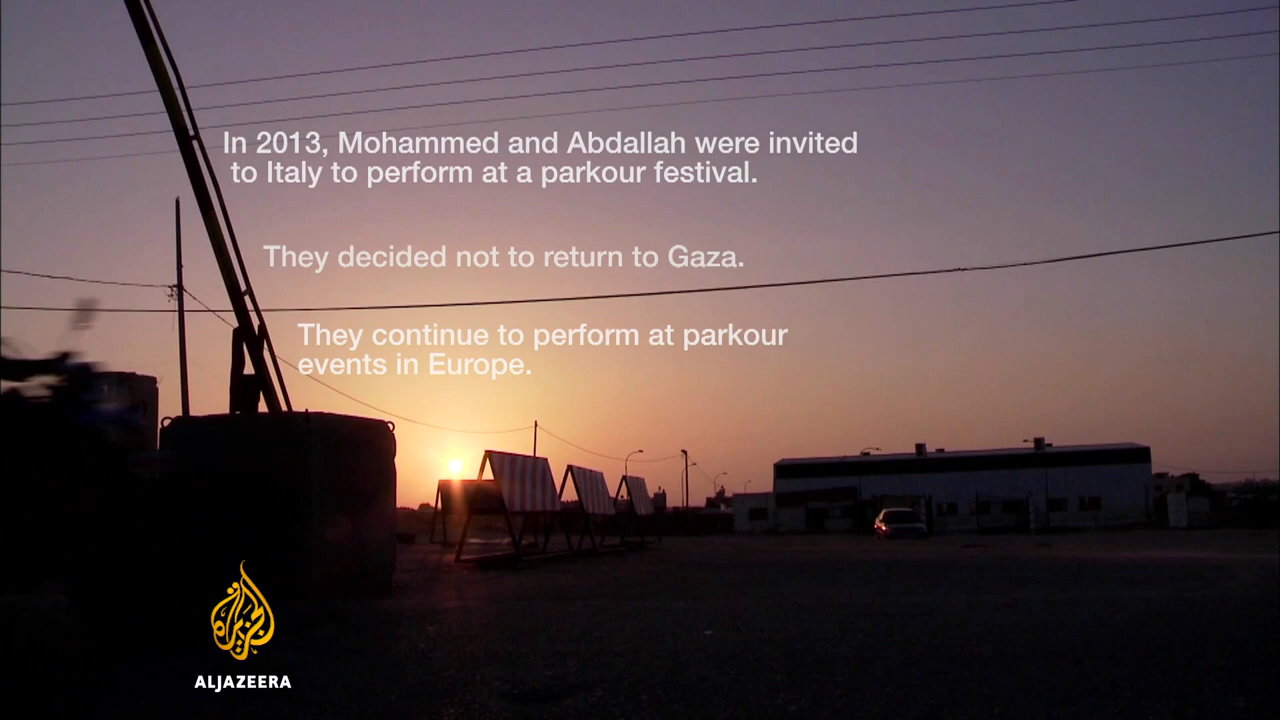 In 2013, Mohammed and Abdallah were invited
to Italy to perform at a parkour festival.
They decided not to return to Gaza.
They continue to perform at parkour
events in Europe.
الجزيرة
ALJAZEERA